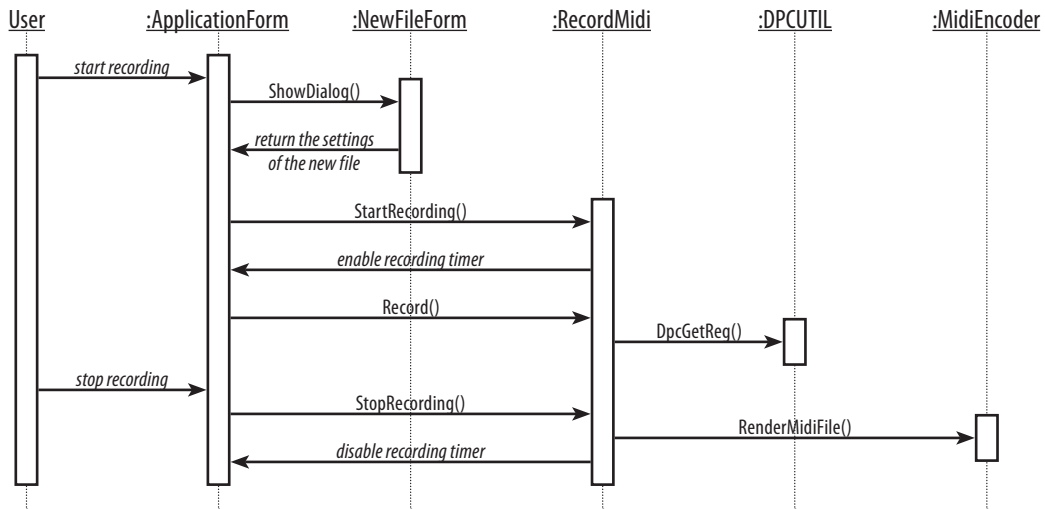 User :ApplicationForm :NewFileForm :RecordMidi :DPCUTIL :MidiEncoder
start recording
ShowDialog()
return the settings
of the new file
StartRecording()
enable recording timer
Record()
DpcGetReg()
stop recording
StopRecording()
RenderMidiFile()
disable recording timer